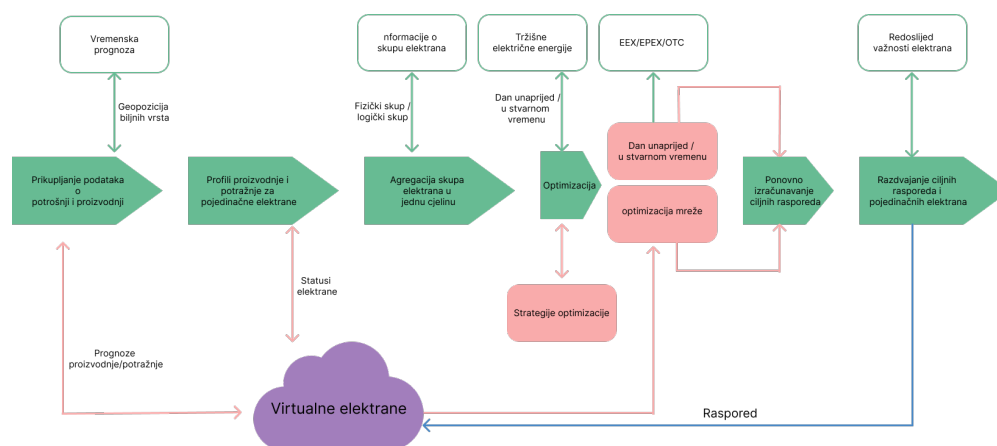 Vremenska
prognoza
nformacije o
skupu elektrana
Tržišne
električne energije
EEX/EPEX/OTC
Redoslijed
važnosti elektrana
Geopozicija
biljnih vrsta
Fizički skup /
logički skup
Dan unaprijed /
u stvarnom
vremenu
Prikupljanje podataka
o
potrošnji i proizvodnji
Profili proizvodnje i
potražnje za
pojedinačne elektrane
Agregacija skupa
elektrana u
jednu cjelinu
Optimizacija
Dan unaprijed /
u stvarnom vremenu
optimizacija mreže
Ponovno
izračunavanje
ciljnih rasporeda
Razdvajanje ciljnih
rasporeda i
pojedinačnih elektrana
Statusi
elektrane
Strategije optimizacije
Prognoze
proizvodnje/potražnje
Virtualne elektrane
Raspored